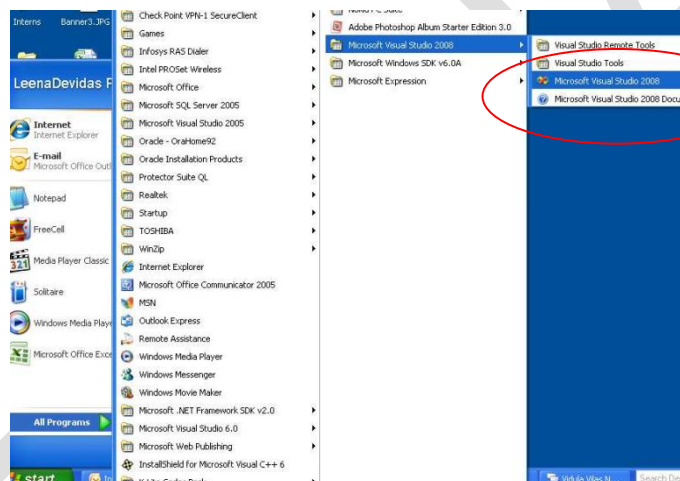 Interns
Banner3.JPG
LeenaDevidas
Internet
Internet Explorer
E-mail
Microsoft Office
Notepad
FreeCell
Media Player Classic
Solitaire
Windows Media
Microsoft Office
All Programs
start
Check Point VPN-1 SecureClient
Games
Infosys RAS Dialer
Intel PROSet Wireless
Microsoft Office
Microsoft SQL Server 2005
Microsoft Visual Studio 2005
Oracle - OraHome92
Oracle Installation Products
Protector Suite QL
Realtek
Startup
TOSHIBA
WinZip
Internet Explorer
Microsoft Office Communicator 2005
MSN
Outlook Express
Remote Assistance
Windows Media Player
Windows Messenger
Windows Movie Maker
Microsoft .NET Framework SDK v2.0
Microsoft Visual Studio 6.0
Microsoft Web Publishing
InstallShield for Microsoft Visual C++ 6
Adobe Photoshop Album Starter Edition 3.0
Microsoft Visual Studio 2008
Microsoft Windows SDK v6.0A
Microsoft Expression
Visual Studio Remote Tools
Visual Studio Tools
Microsoft Visual Studio 2008
Microsoft Visual Studio 2008 Docu
Vidula Vilas N...
Search De